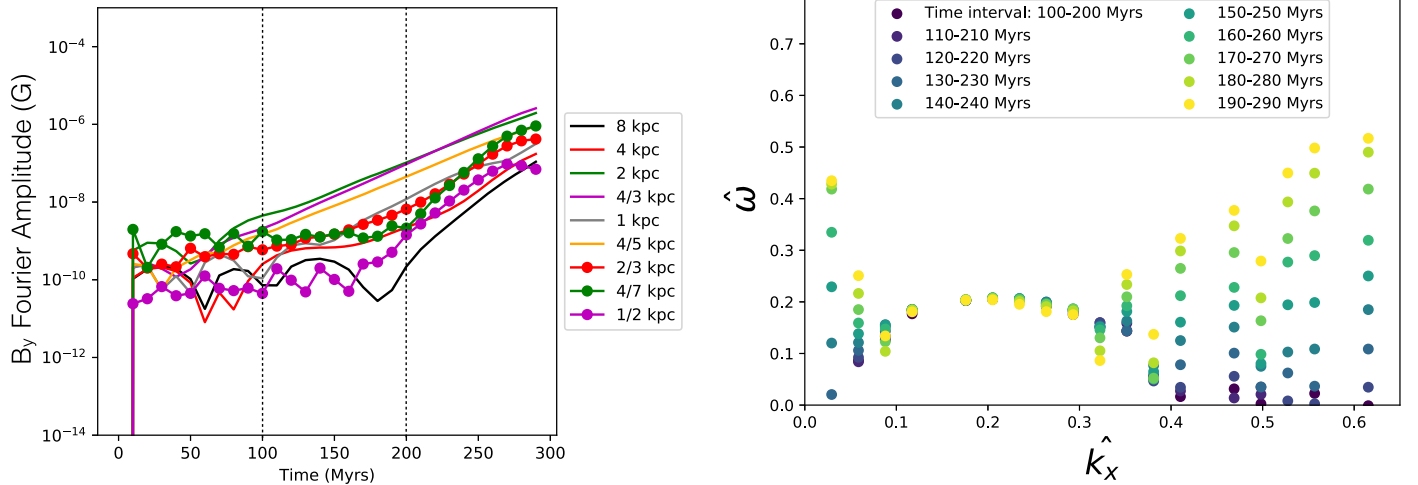 10⁻⁴
10⁻⁶
10⁻⁸
10⁻¹⁰
10⁻¹²
10⁻¹⁴
B_y Fourier Amplitude (G)
0 50 100 150 200 250 300
Time (Myrs)
8 kpc
4 kpc
2 kpc
4/3 kpc
1 kpc
4/5 kpc
2/3 kpc
4/7 kpc
1/2 kpc
Time interval: 100-200 Myrs
110-210 Myrs
120-220 Myrs
130-230 Myrs
140-240 Myrs
150-250 Myrs
160-260 Myrs
170-270 Myrs
180-280 Myrs
190-290 Myrs
0.7
0.6
0.5
0.4
0.3
0.2
0.1
0.0
ω̂
0.0 0.1 0.2 0.3 0.4 0.5 0.6
k̂ₓ